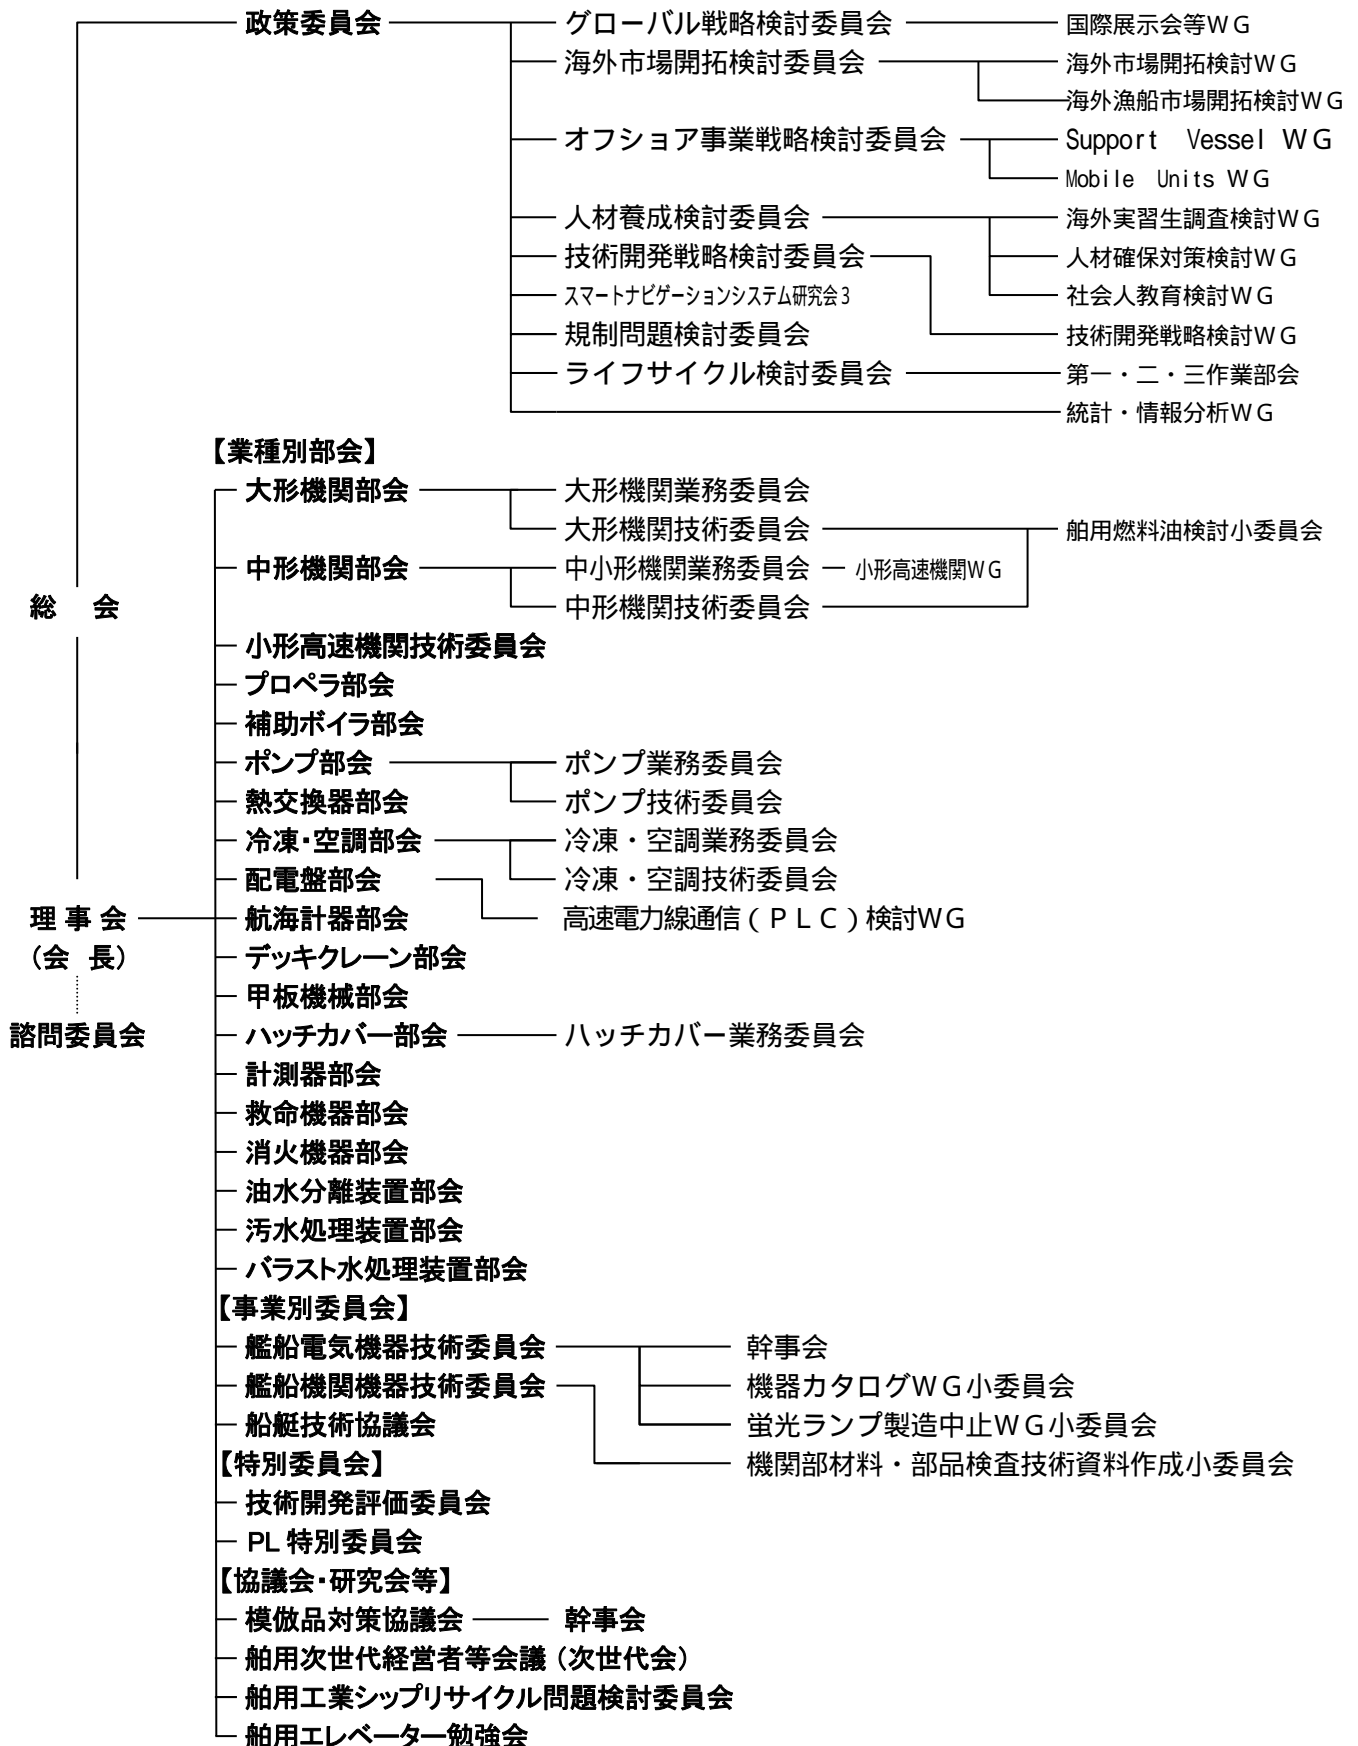 政策委員会 グローバル戦略検討委員会 国際展示会等WG
海外市場開拓検討委員会 海外市場開拓検討WG
海外漁船市場開拓検討WG
オフショア事業戦略検討委員会 Support Vessel WG
Mobile Units WG
人材養成検討委員会 海外実習生調査検討WG
技術開発戦略検討委員会 人材確保対策検討WG
スマートナビゲーションシステム研究会3 社会人教育検討WG
規制問題検討委員会 技術開発戦略検討WG
ライフサイクル検討委員会 第一・二・三作業部会
統計・情報分析WG
【業種別部会】
大形機関部会 大形機関業務委員会
大形機関技術委員会 舶用燃料油検討小委員会
中形機関部会 中小形機関業務委員会 小形高速機関WG
総 会 中形機関技術委員会
小形高速機関技術委員会
プロペラ部会
補助ボイラ部会
ポンプ部会 ポンプ業務委員会
熱交換器部会 ポンプ技術委員会
冷凍・空調部会 冷凍・空調業務委員会
配電盤部会 冷凍・空調技術委員会
理事会 航海計器部会 高速電力線通信(PLC)検討WG
(会 長) デッキクレーン部会
甲板機械部会
諮問委員会 ハッチカバー部会 ハッチカバー業務委員会
計測器部会
救命機器部会
消火機器部会
油水分離装置部会
汚水処理装置部会
バラスト水処理装置部会
【事業別委員会】
艦船電気機器技術委員会 幹事会
艦船機関機器技術委員会 機器カタログWG小委員会
船艇技術協議会 蛍光ランプ製造中止WG小委員会
【特別委員会】 機関部材料・部品検査技術資料作成小委員会
技術開発評価委員会
PL特別委員会
【協議会・研究会等】
模倣品対策協議会 幹事会
舶用次世代経営者等会議(次世代会)
舶用工業シップリサイクル問題検討委員会
舶用エレベーター勉強会